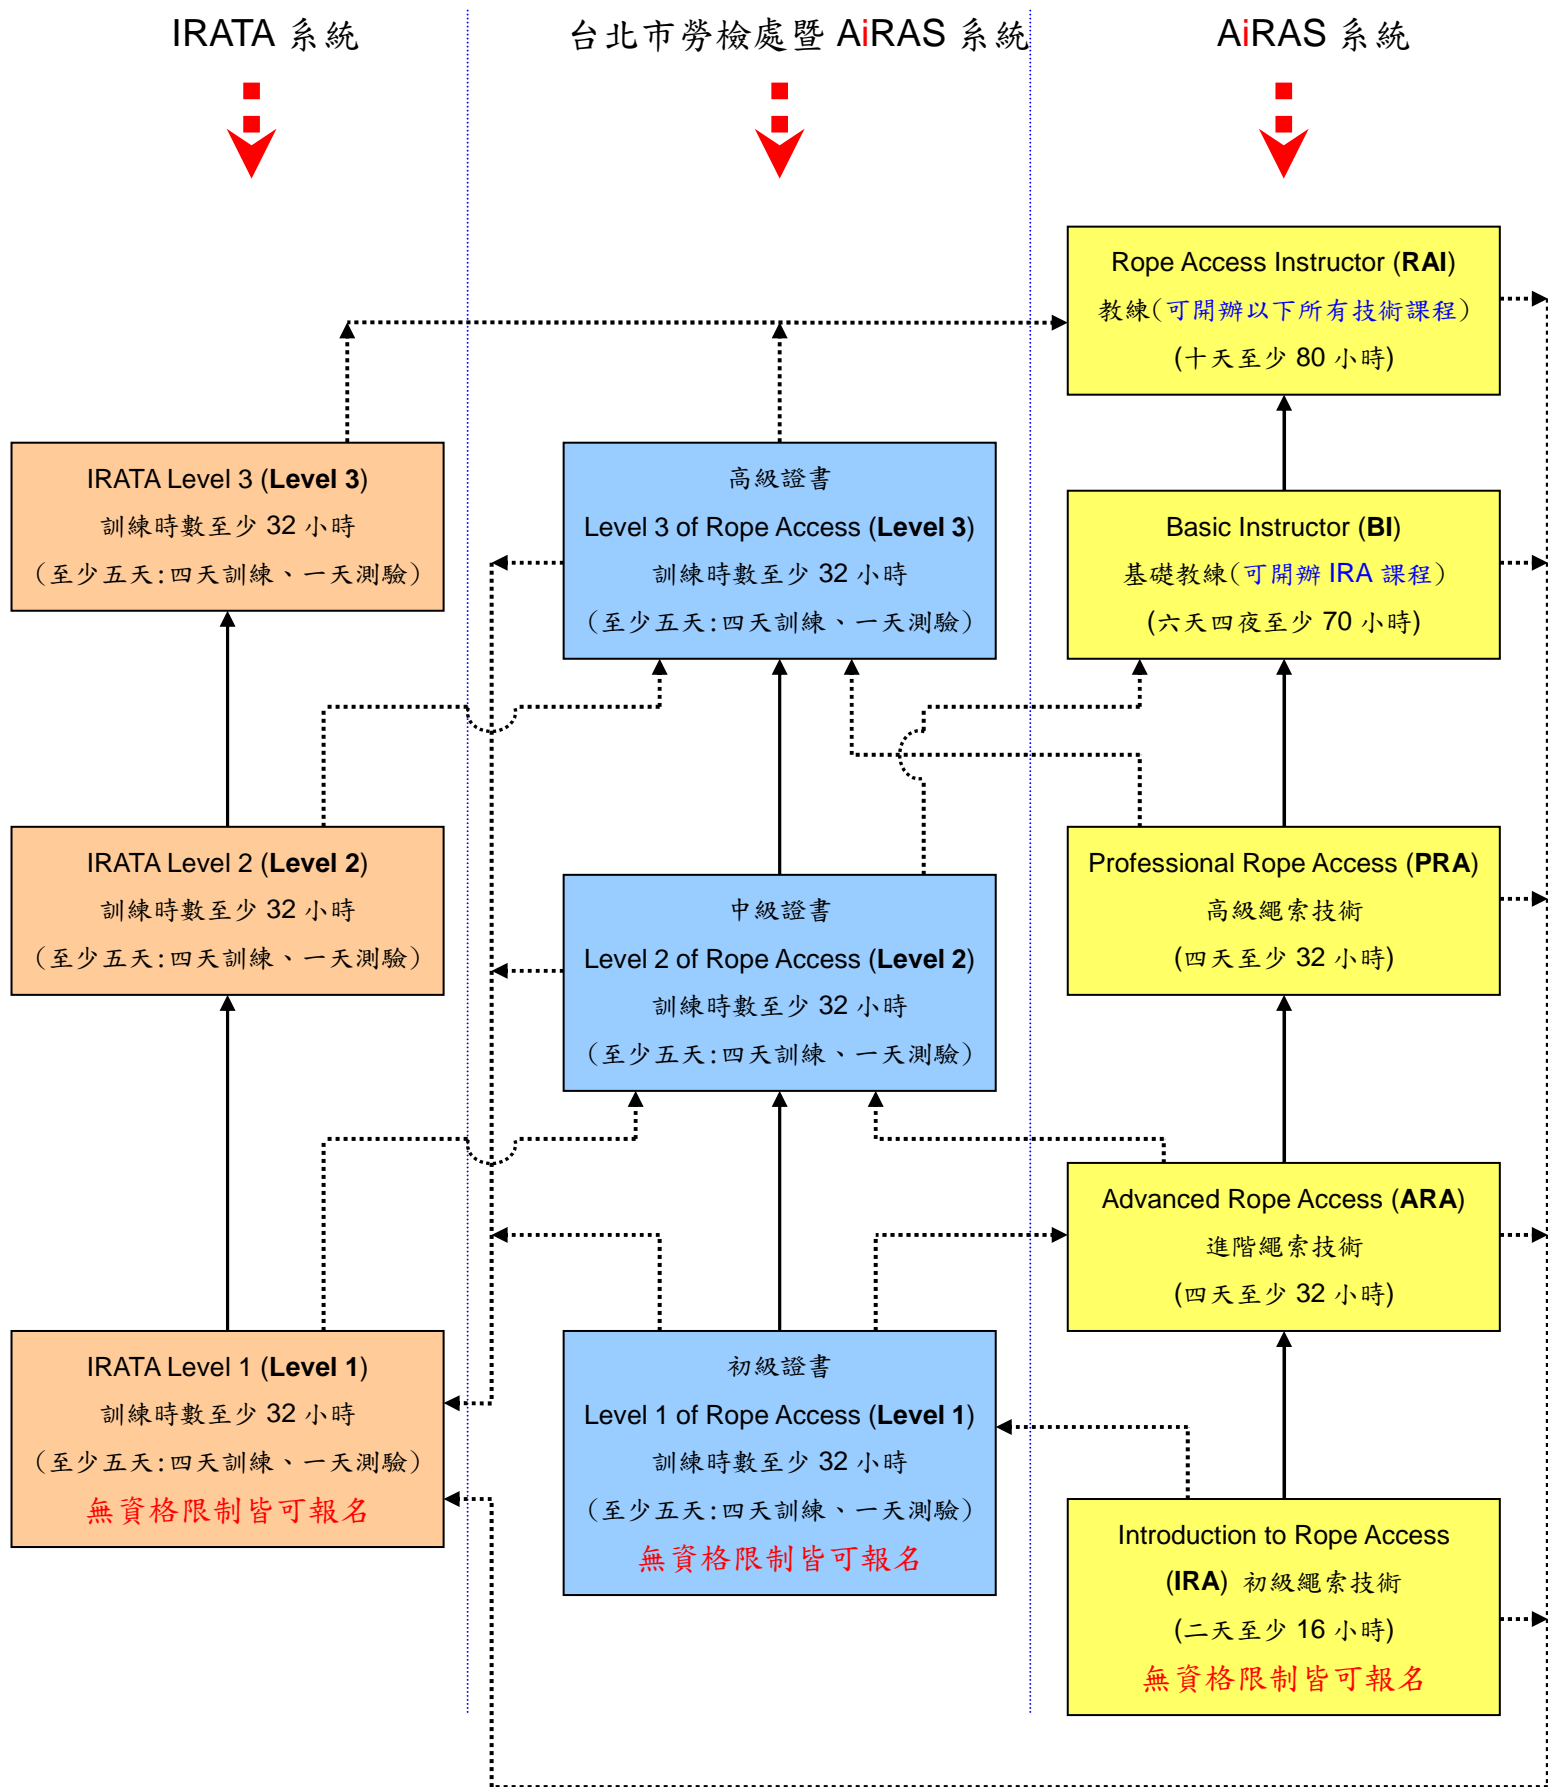 IRATA 系統
台北市勞檢處暨 AiRAS 系統
AiRAS 系統
Rope Access Instructor (RAI)
教練(可開辦以下所有技術課程)
(十天至少 80 小時)
IRATA Level 3 (Level 3)
訓練時數至少 32 小時
(至少五天:四天訓練、一天測驗)
高級證書
Level 3 of Rope Access (Level 3)
訓練時數至少 32 小時
(至少五天:四天訓練、一天測驗)
Basic Instructor (BI)
基礎教練(可開辦 IRA 課程)
(六天四夜至少 70 小時)
IRATA Level 2 (Level 2)
訓練時數至少 32 小時
(至少五天:四天訓練、一天測驗)
中級證書
Level 2 of Rope Access (Level 2)
訓練時數至少 32 小時
(至少五天:四天訓練、一天測驗)
Professional Rope Access (PRA)
高級繩索技術
(四天至少 32 小時)
Advanced Rope Access (ARA)
進階繩索技術
(四天至少 32 小時)
IRATA Level 1 (Level 1)
訓練時數至少 32 小時
(至少五天:四天訓練、一天測驗)
無資格限制皆可報名
初級證書
Level 1 of Rope Access (Level 1)
訓練時數至少 32 小時
(至少五天:四天訓練、一天測驗)
無資格限制皆可報名
Introduction to Rope Access
(IRA) 初級繩索技術
(二天至少 16 小時)
無資格限制皆可報名